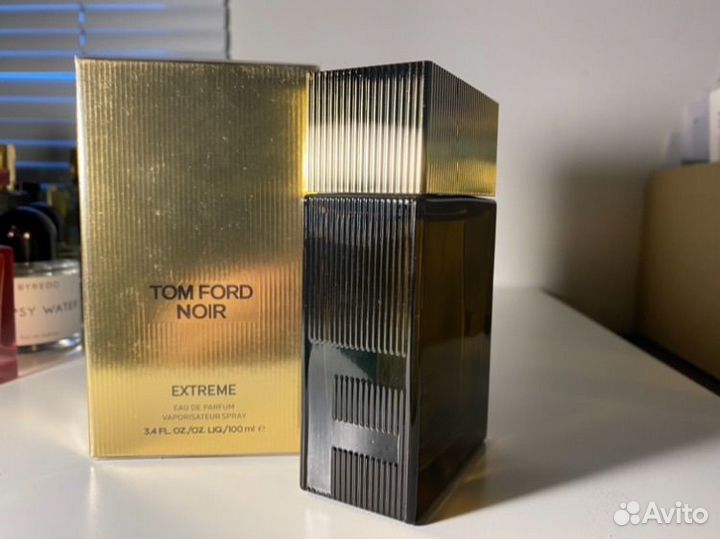 TOM FORD
NOIR
EXTREME
EAU DE PARFUM
VAPORISATEUR SPRAY
3.4 FL. OZ./OZ. LIQ./100 ml e
BYREDO
PSY WATE
Avito